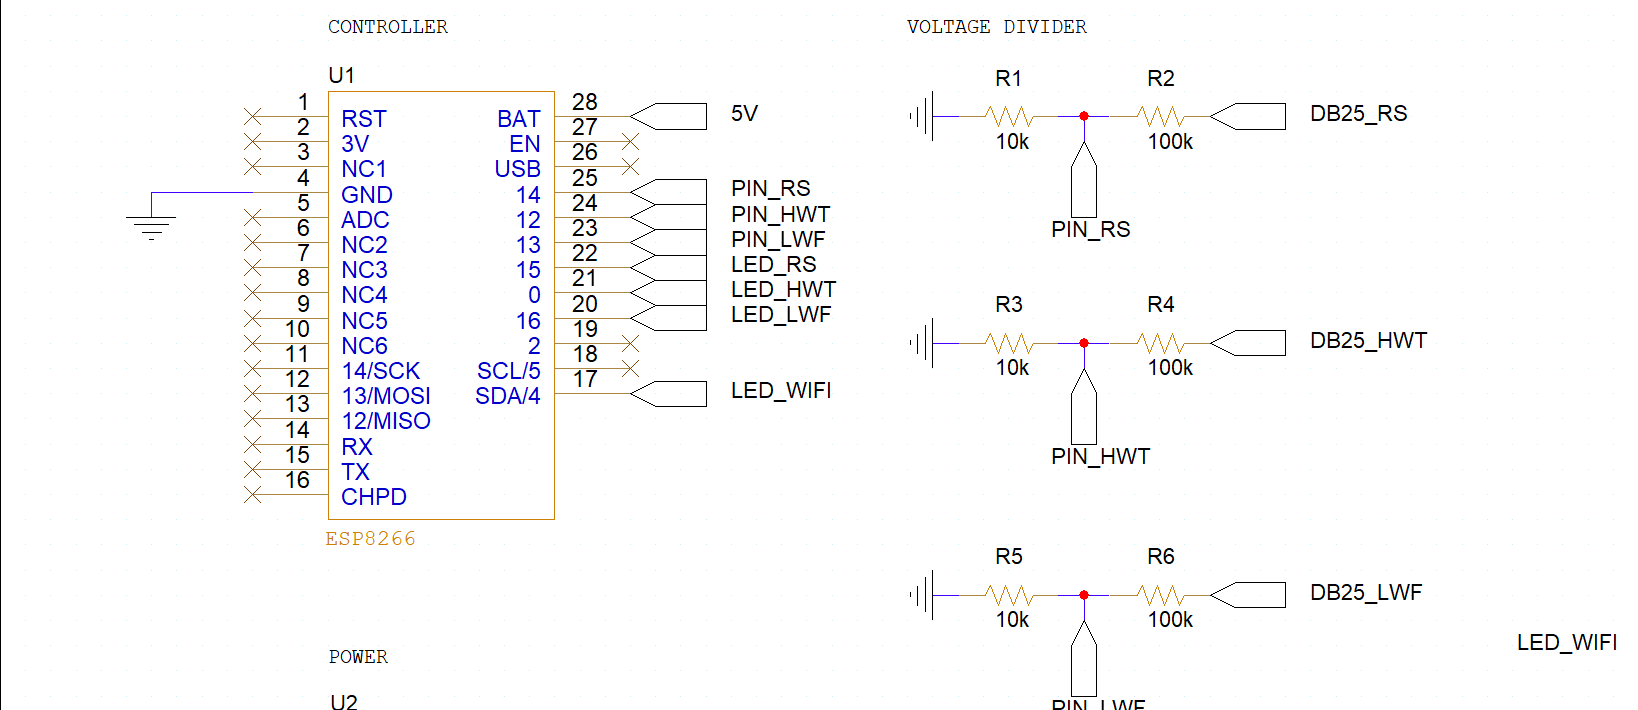 CONTROLLER
U1
1 RST
2 3V
3 NC1
4 GND
5 ADC
6 NC2
7 NC3
8 NC4
9 NC5
10 NC6
11 14/SCK
12 13/MOSI
13 12/MISO
14 RX
15 TX
16 CHPD
BAT 28 5V
EN 27
USB 26
14 25 PIN_RS
12 24 PIN_HWT
13 23 PIN_LWF
15 22 LED_RS
0 21 LED_HWT
16 20 LED_LWF
2 19
SCL/5 18
SDA/4 17 LED_WIFI
ESP8266
POWER
U2
VOLTAGE DIVIDER
R1 R2
10k 100k DB25_RS
PIN_RS
R3 R4
10k 100k DB25_HWT
PIN_HWT
R5 R6
10k 100k DB25_LWF
PIN_LWF
LED_WIFI